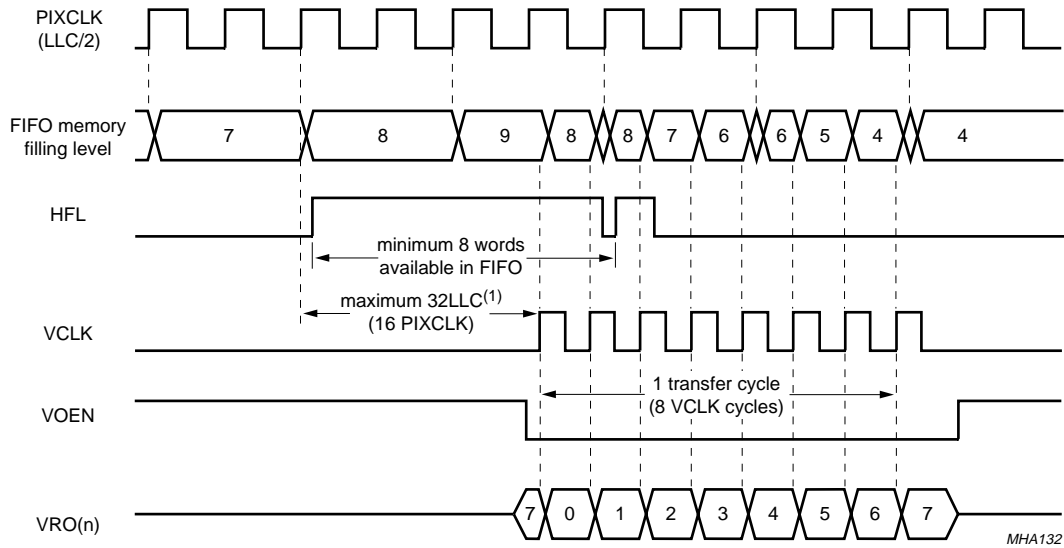 PIXCLK
(LLC/2)
FIFO memory
filling level
7 8 9 8 8 7 6 6 5 4 4
HFL
minimum 8 words
available in FIFO
maximum 32LLC(1)
(16 PIXCLK)
VCLK
1 transfer cycle
(8 VCLK cycles)
VOEN
VRO(n)
7 0 1 2 3 4 5 6 7
MHA132